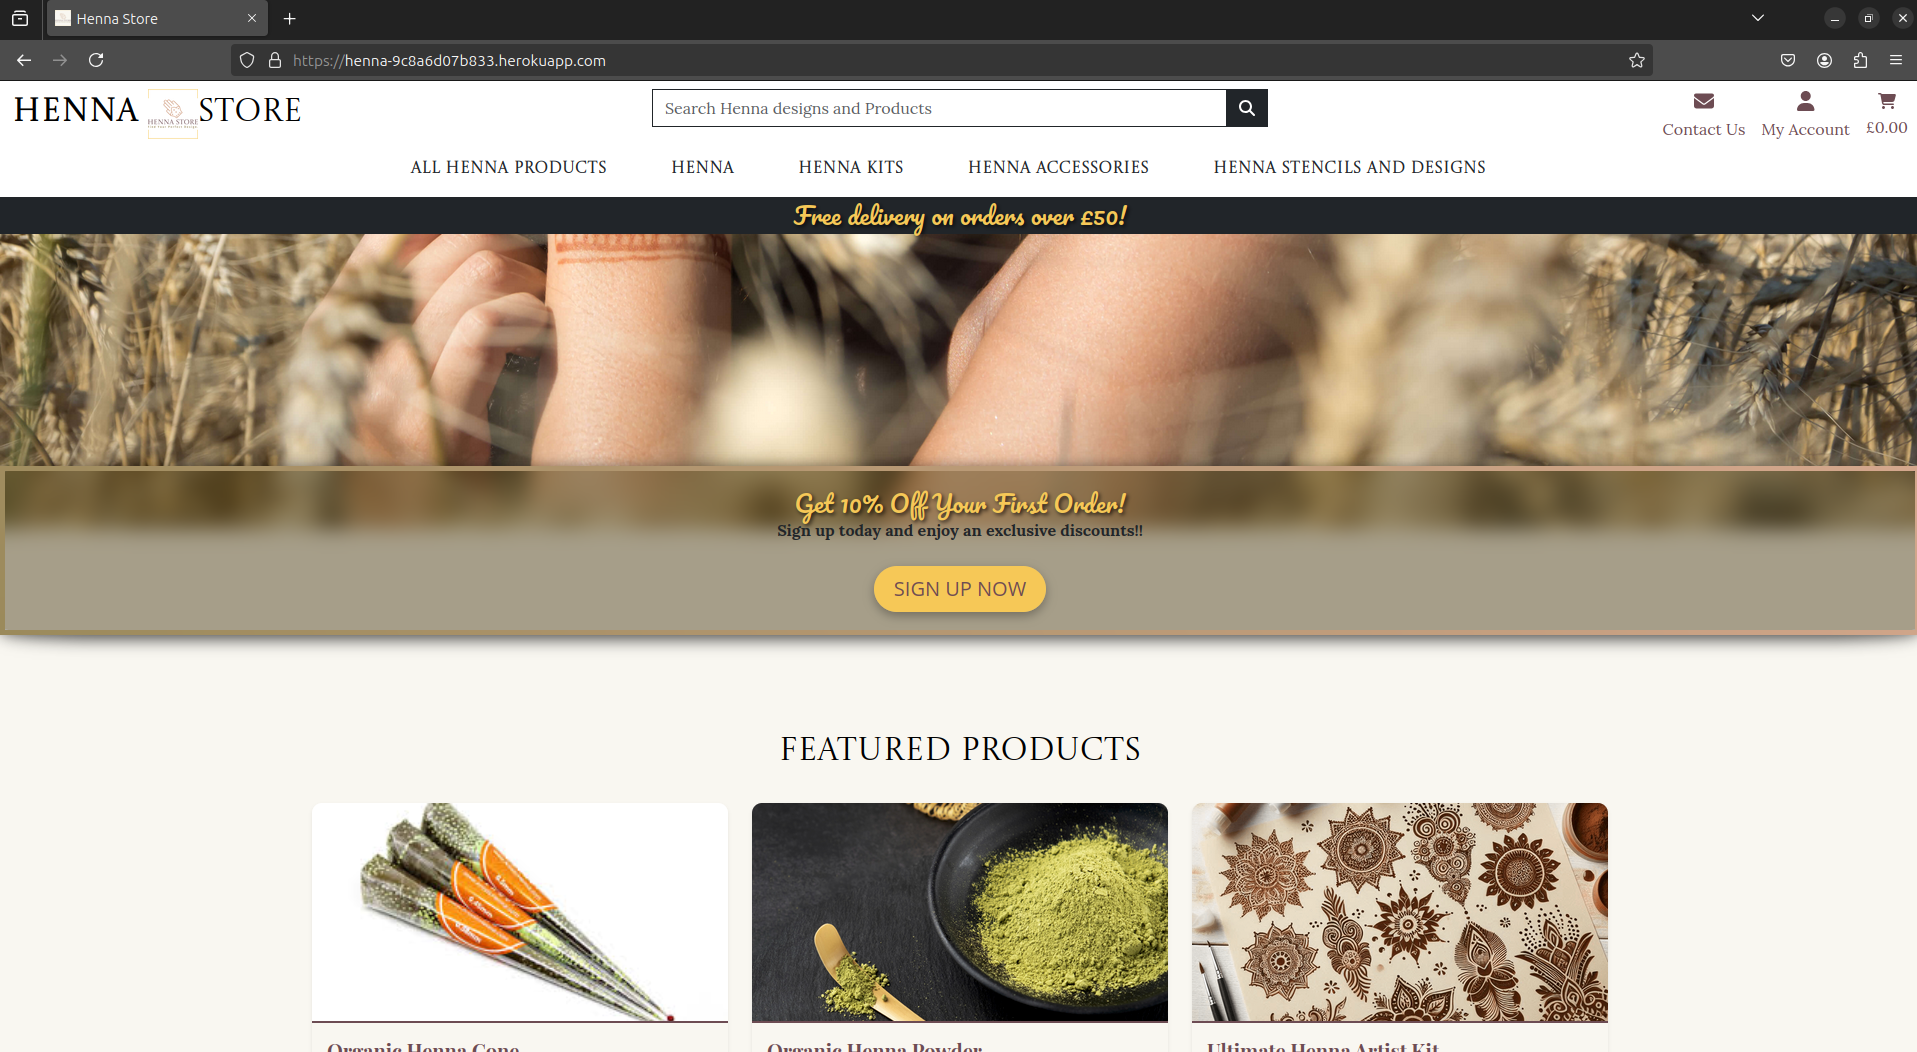 Henna Store
https://henna-9c8a6d07b833.herokuapp.com
HENNA STORE
HENNA STORE
Search Henna designs and Products
Contact Us
My Account
£0.00
ALL HENNA PRODUCTS
HENNA
HENNA KITS
HENNA ACCESSORIES
HENNA STENCILS AND DESIGNS
Free delivery on orders over £50!
Get 10% Off Your First Order!
Sign up today and enjoy an exclusive discounts!!
SIGN UP NOW
FEATURED PRODUCTS
Organic Henna Cone
Organic Henna Powder
Ultimate Henna Artist Kit